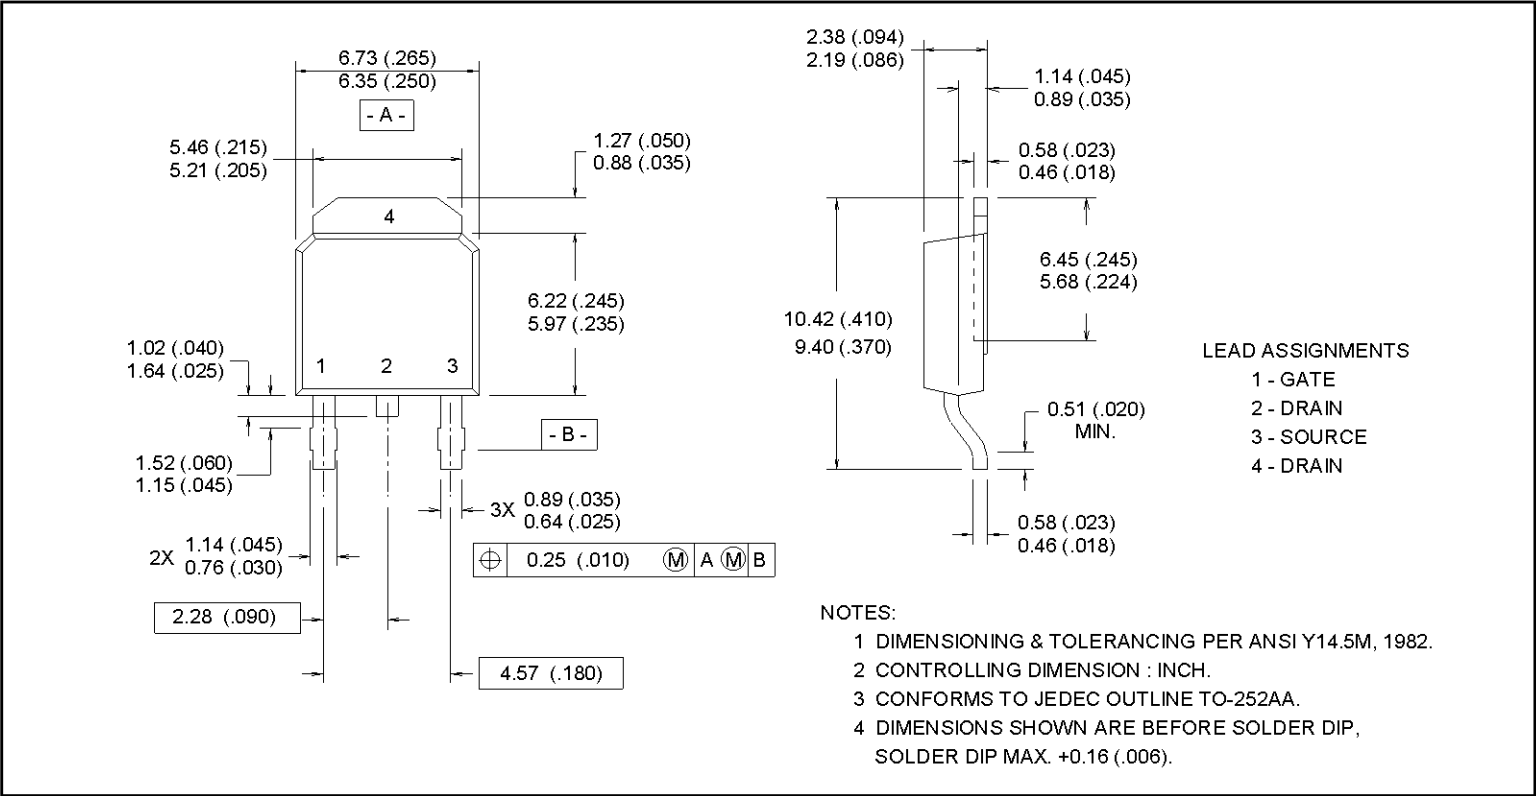 6.73 (.265)
6.35 (.250)
- A -
5.46 (.215)
5.21 (.205)
1.27 (.050)
0.88 (.035)
4
6.22 (.245)
5.97 (.235)
1.02 (.040)
1.64 (.025)
1 2 3
- B -
1.52 (.060)
1.15 (.045)
3X 0.89 (.035)
0.64 (.025)
2X 1.14 (.045)
0.76 (.030)
0.25 (.010) M A M B
2.28 (.090)
4.57 (.180)
2.38 (.094)
2.19 (.086)
1.14 (.045)
0.89 (.035)
0.58 (.023)
0.46 (.018)
6.45 (.245)
5.68 (.224)
10.42 (.410)
9.40 (.370)
0.51 (.020)
MIN.
0.58 (.023)
0.46 (.018)
LEAD ASSIGNMENTS
1 - GATE
2 - DRAIN
3 - SOURCE
4 - DRAIN
NOTES:
1 DIMENSIONING & TOLERANCING PER ANSI Y14.5M, 1982.
2 CONTROLLING DIMENSION : INCH.
3 CONFORMS TO JEDEC OUTLINE TO-252AA.
4 DIMENSIONS SHOWN ARE BEFORE SOLDER DIP,
SOLDER DIP MAX. +0.16 (.006).